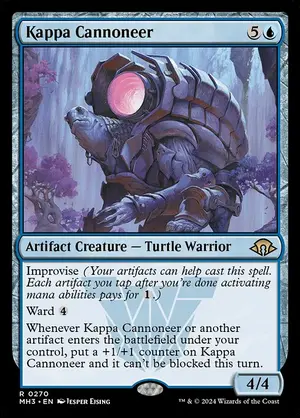 Kappa Cannoneer 5
Artifact Creature — Turtle Warrior
Improvise (Your artifacts can help cast this spell.
Each artifact you tap after you're done activating
mana abilities pays for 1.)
Ward 4
Whenever Kappa Cannoneer or another
artifact enters the battlefield under your
control, put a +1/+1 counter on Kappa
Cannoneer and it can't be blocked this turn.
4/4
R 0270
MH3 • EN Jesper Eising
™ & © 2024 Wizards of the Coast